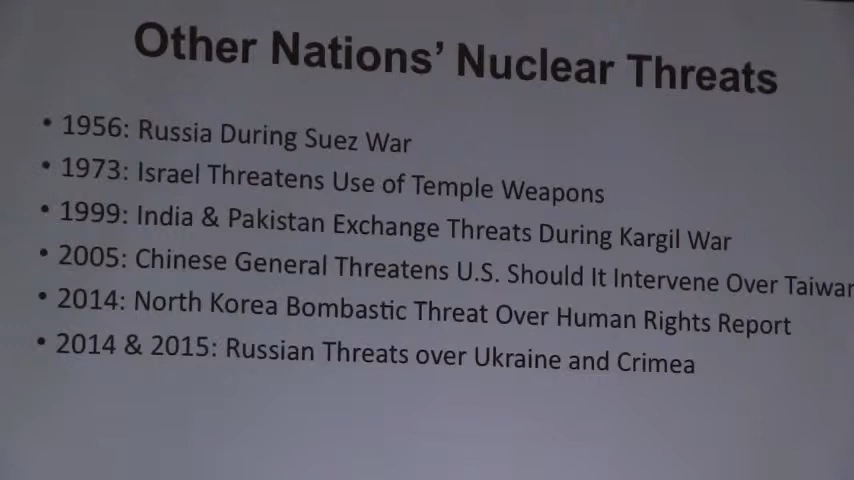 Other Nations' Nuclear Threats
• 1956: Russia During Suez War
• 1973: Israel Threatens Use of Temple Weapons
• 1999: India & Pakistan Exchange Threats During Kargil War
• 2005: Chinese General Threatens U.S. Should It Intervene Over Taiwan
• 2014: North Korea Bombastic Threat Over Human Rights Report
• 2014 & 2015: Russian Threats over Ukraine and Crimea